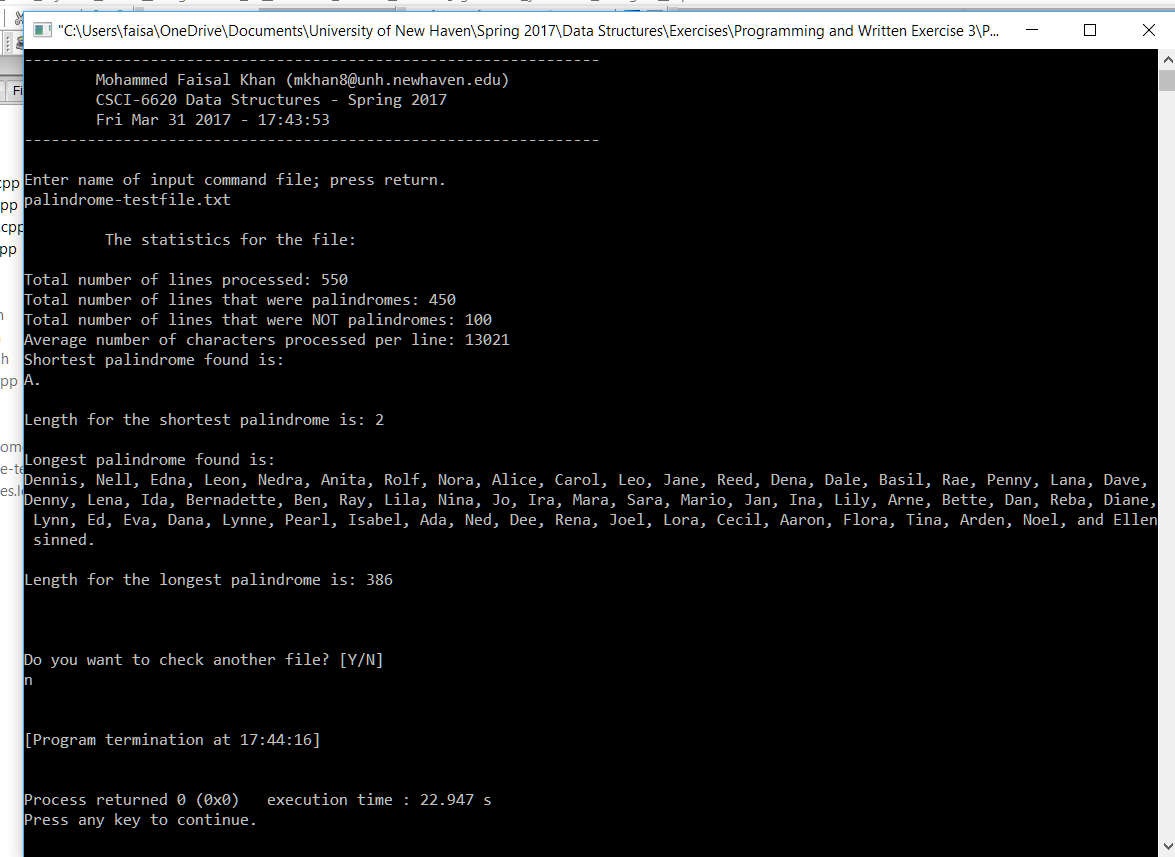 "C:\Users\faisa\OneDrive\Documents\University of New Haven\Spring 2017\Data Structures\Exercises\Programming and Written Exercise 3\P...
Fi
------------------------------------------------------------------
Mohammed Faisal Khan (mkhan8@unh.newhaven.edu)
CSCI-6620 Data Structures - Spring 2017
Fri Mar 31 2017 - 17:43:53
------------------------------------------------------------------
Enter name of input command file; press return.
palindrome-testfile.txt
The statistics for the file:
Total number of lines processed: 550
Total number of lines that were palindromes: 450
Total number of lines that were NOT palindromes: 100
Average number of characters processed per line: 13021
Shortest palindrome found is:
A.
Length for the shortest palindrome is: 2
Longest palindrome found is:
Dennis, Nell, Edna, Leon, Nedra, Anita, Rolf, Nora, Alice, Carol, Leo, Jane, Reed, Dena, Dale, Basil, Rae, Penny, Lana, Dave,
Denny, Lena, Ida, Bernadette, Ben, Ray, Lila, Nina, Jo, Ira, Mara, Sara, Mario, Jan, Ina, Lily, Arne, Bette, Dan, Reba, Diane,
Lynn, Ed, Eva, Dana, Lynne, Pearl, Isabel, Ada, Ned, Dee, Rena, Joel, Lora, Cecil, Aaron, Flora, Tina, Arden, Noel, and Ellen
sinned.
Length for the longest palindrome is: 386
Do you want to check another file? [Y/N]
n
[Program termination at 17:44:16]
Process returned 0 (0x0)   execution time : 22.947 s
Press any key to continue.